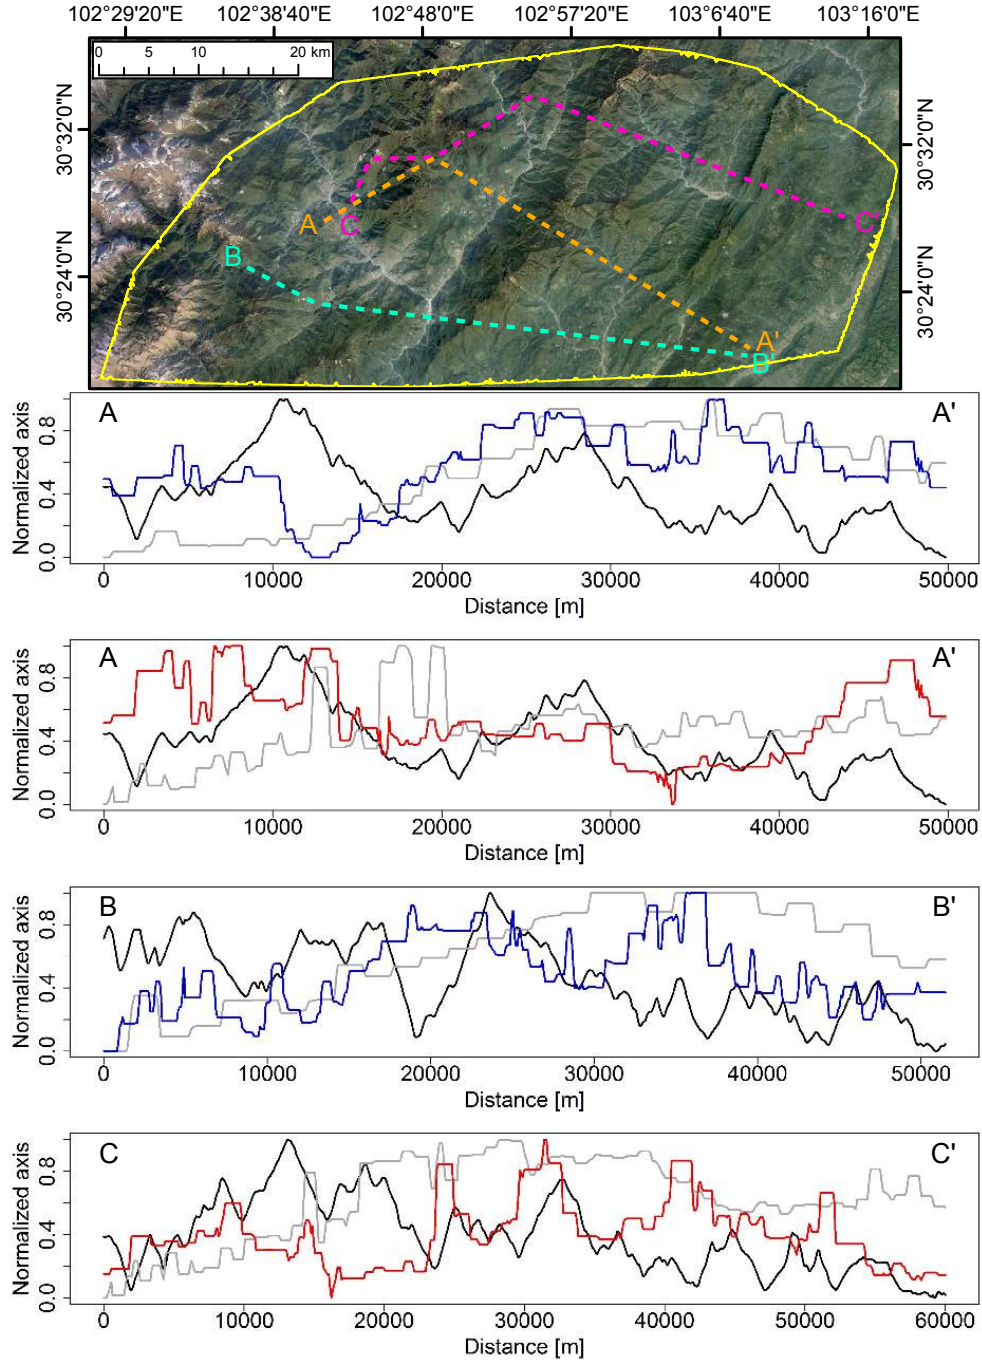 102°29'20"E 102°38'40"E 102°48'0"E 102°57'20"E 103°6'40"E 103°16'0"E
0 5 10 20 km
30°32'0"N 30°32'0"N
A C C'
B
30°24'0"N 30°24'0"N
A'
B'
A A'
Normalized axis
0.0 0.4 0.8
0 10000 20000 30000 40000 50000
Distance [m]
A A'
Normalized axis
0.0 0.4 0.8
0 10000 20000 30000 40000 50000
Distance [m]
B B'
Normalized axis
0.0 0.4 0.8
0 10000 20000 30000 40000 50000
Distance [m]
C C'
Normalized axis
0.0 0.4 0.8
0 10000 20000 30000 40000 50000 60000
Distance [m]